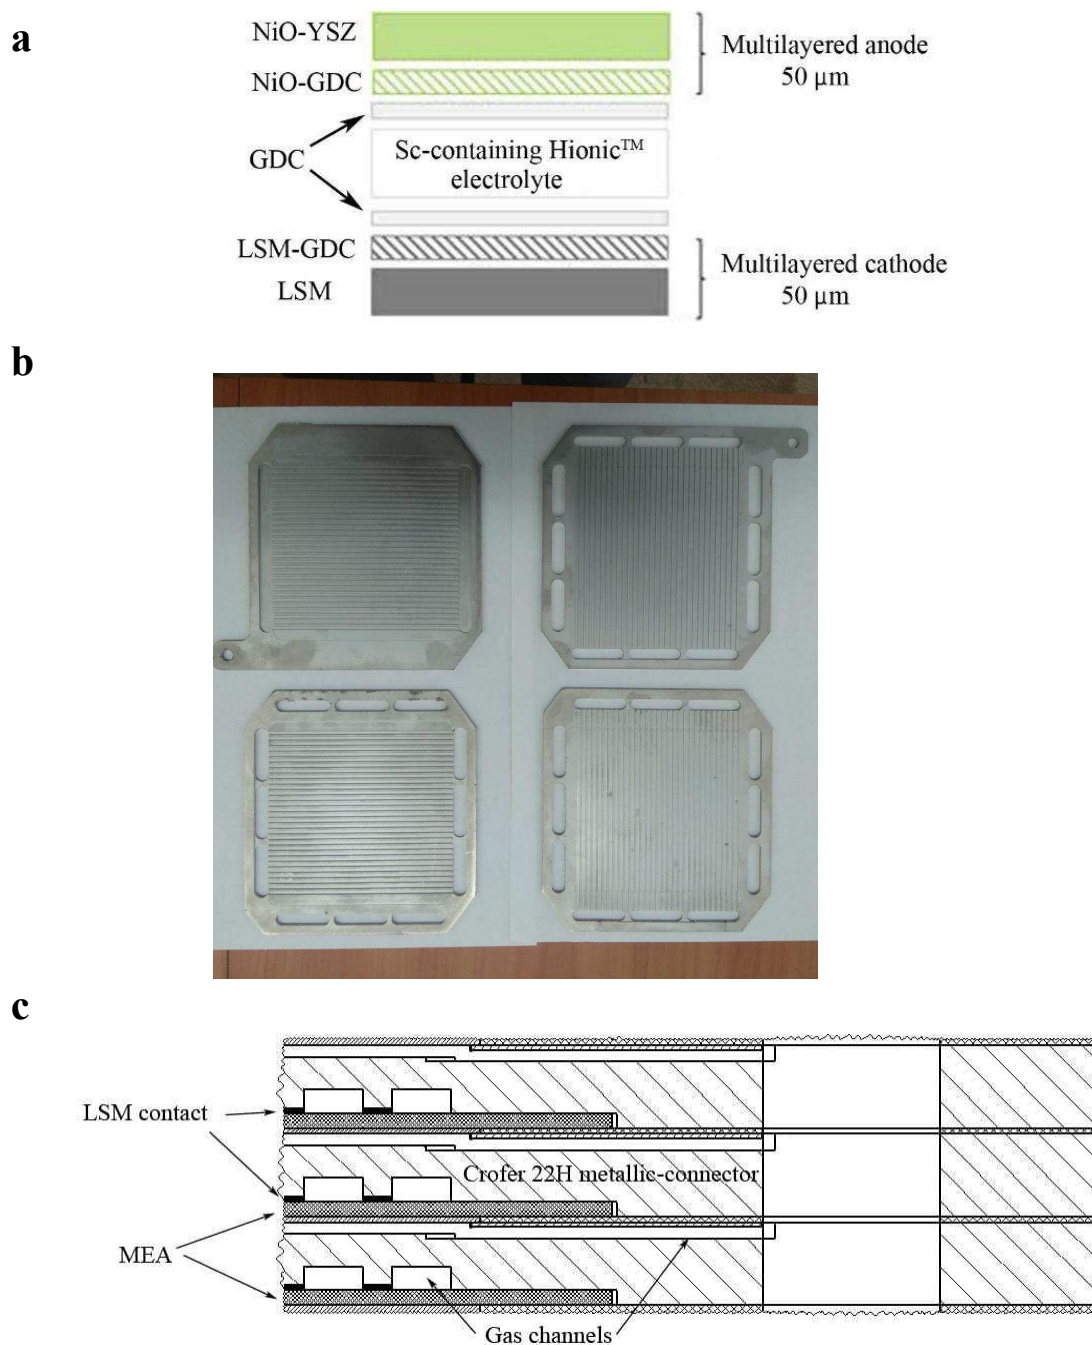 a
NiO-YSZ
NiO-GDC
GDC
LSM-GDC
LSM
Sc-containing Hionic™
electrolyte
Multilayered anode
50 μm
Multilayered cathode
50 μm
b
c
LSM contact
MEA
Crofer 22H metallic-connector
Gas channels